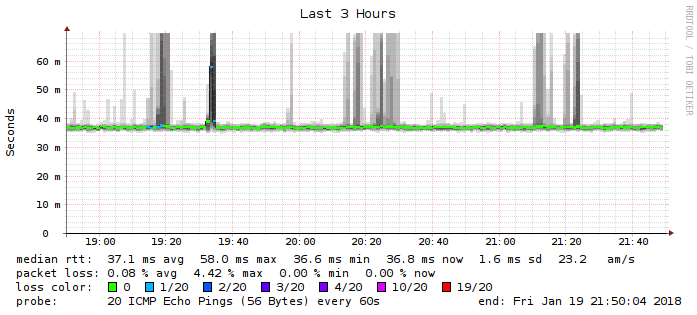 Last 3 Hours
RRDTOOL / TOBI OETIKER
Seconds
60 m
50 m
40 m
30 m
20 m
10 m
0
19:00 19:20 19:40 20:00 20:20 20:40 21:00 21:20 21:40
median rtt: 37.1 ms avg 58.0 ms max 36.6 ms min 36.8 ms now 1.6 ms sd 23.2 am/s
packet loss: 0.08 % avg 4.42 % max 0.00 % min 0.00 % now
loss color: 0 1/20 2/20 3/20 4/20 10/20 19/20
probe: 20 ICMP Echo Pings (56 Bytes) every 60s end: Fri Jan 19 21:50:04 2018